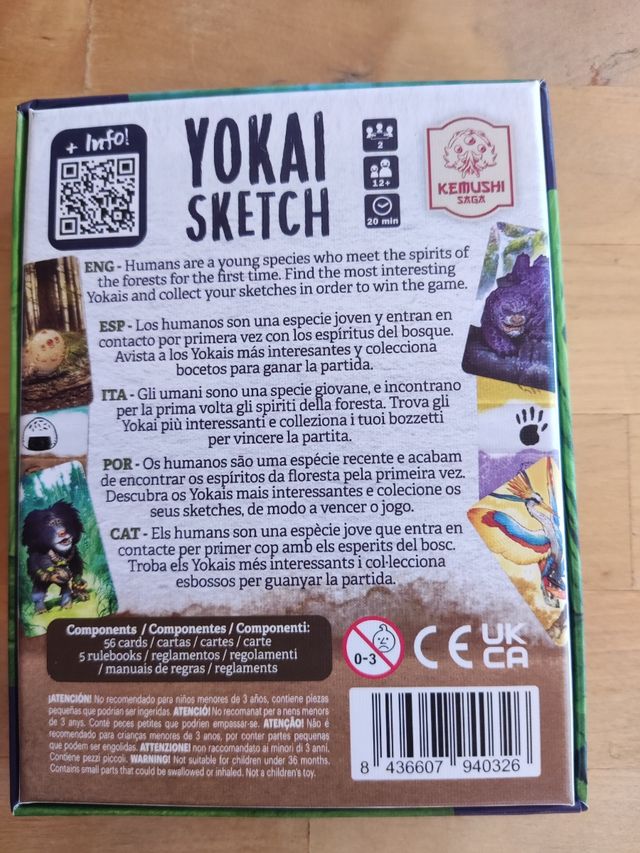 + Info!
YOKAI
SKETCH
2
12+
20 min
KEMUSHI
SAGA
ENG - Humans are a young species who meet the spirits of
the forests for the first time. Find the most interesting
Yokais and collect your sketches in order to win the game.
ESP - Los humanos son una especie joven y entran en
contacto por primera vez con los espíritus del bosque.
Avista a los Yokais más interesantes y colecciona
bocetos para ganar la partida.
ITA - Gli umani sono una specie giovane, e incontrano
per la prima volta gli spiriti della foresta. Trova gli
Yokai più interessanti e colleziona i tuoi bozzetti
per vincere la partita.
POR - Os humanos são uma espécie recente e acabam
de encontrar os espíritos da floresta pela primeira vez.
Descubra os Yokais mais interessantes e colecione os
seus sketches, de modo a vencer o jogo.
CAT - Els humans son una espècie jove que entra en
contacte per primer cop amb els esperits del bosc.
Troba els Yokais més interessants i col·lecciona
esbossos per guanyar la partida.
Components / Componentes / Componenti:
56 cards / cartas / cartes / carte
5 rulebooks / reglamentos / regolamenti
/ manuais de regras / reglaments
0-3
CE
UK
CA
¡ATENCIÓN! No recomendado para niños menores de 3 años, contiene piezas
pequeñas que podrían ser ingeridas. ATENCIÓ! No recomanat per a nens menors
de 3 anys. Conté peces petites que podrien empassar-se. ATENÇÃO! Não é
recomendado para crianças menores de 3 anos, por conter partes pequenas
que podem ser engolidas. ATTENZIONE! non raccomandato ai minori di 3 anni.
Contiene pezzi piccoli. WARNING! Not suitable for children under 36 months.
Contains small parts that could be swallowed or inhaled. Not a children's toy.
8 436607 940326